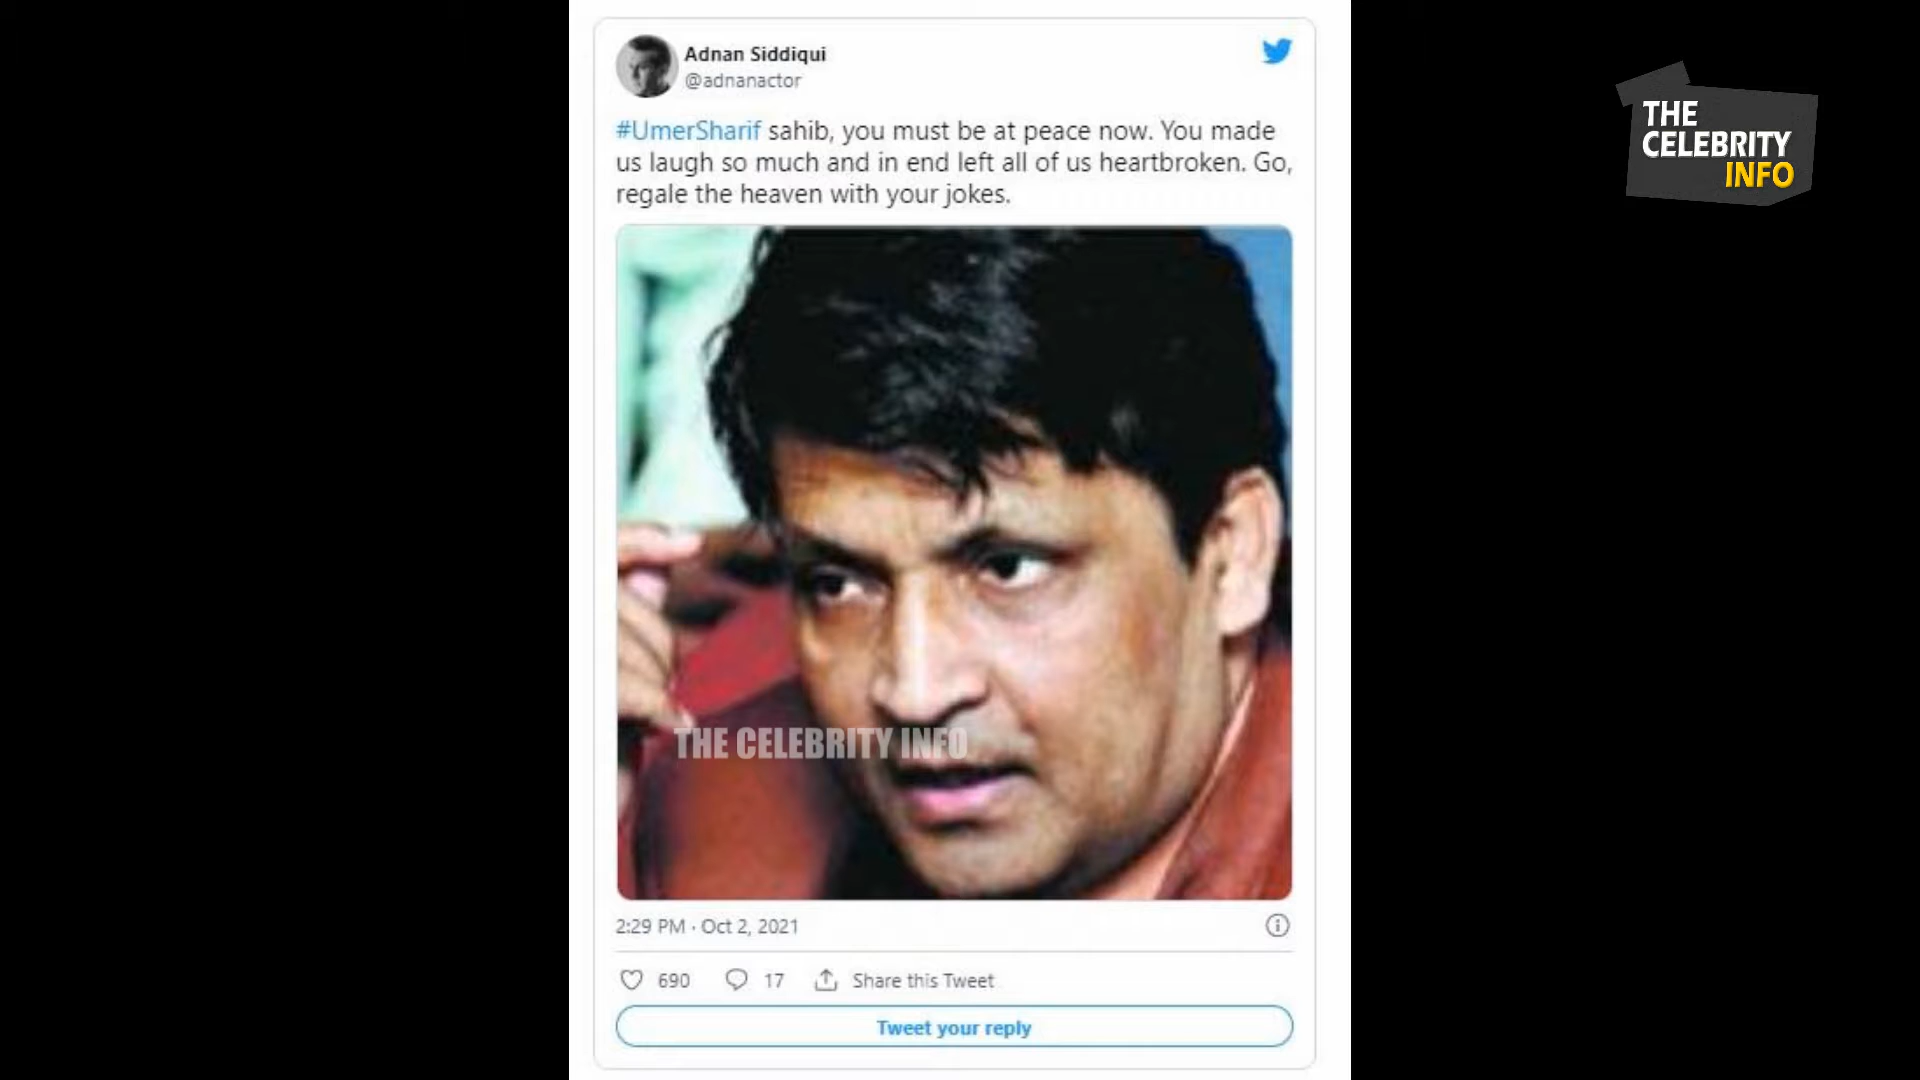 Adnan Siddiqui
@adnanactor
#UmerSharif sahib, you must be at peace now. You made
us laugh so much and in end left all of us heartbroken. Go,
regale the heaven with your jokes.
THE CELEBRITY INFO
2:29 PM · Oct 2, 2021
690 17 Share this Tweet
Tweet your reply
THE
CELEBRITY
INFO